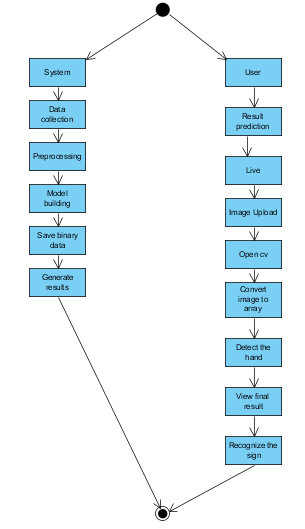 System
Data
collection
Preprocessing
Model
building
Save binary
data
Generate
results
User
Result
prediction
Live
Image Upload
Open cv
Convert
image to
array
Detect the
hand
View final
result
Recognize the
sign